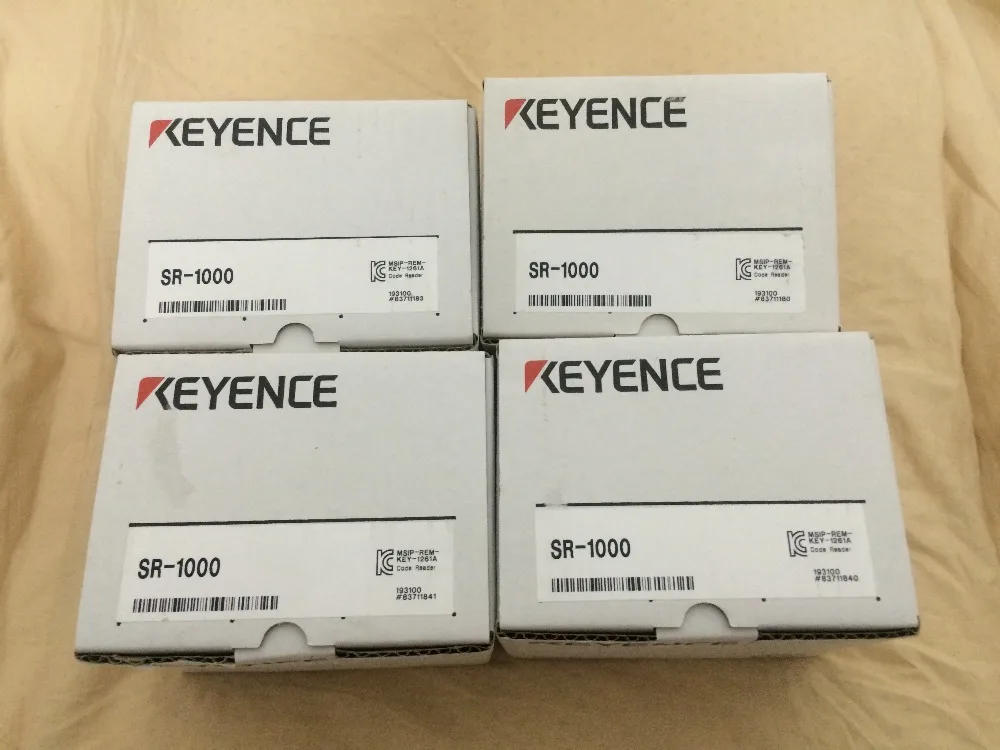 KEYENCE
SR-1000
MSIP-REM-
KEY-1261A
Code Reader
193100
#83711183
KEYENCE
SR-1000
MSIP-REM-
KEY-1261A
Code Reader
193100
#83711180
KEYENCE
SR-1000
MSIP-REM-
KEY-1261A
Code Reader
193100
#83711841
KEYENCE
SR-1000
MSIP-REM-
KEY-1261A
Code Reader
193100
#83711840